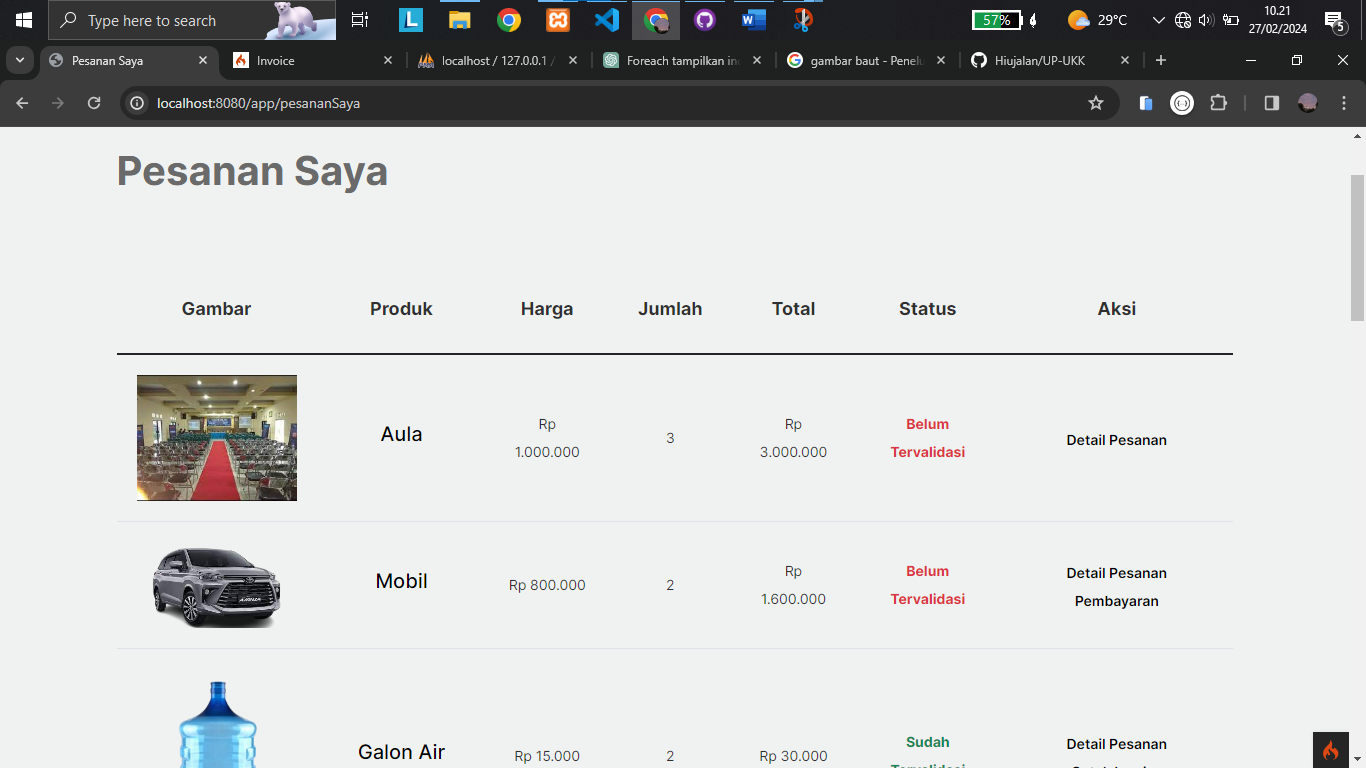 Type here to search
57%
29°C
10.21
27/02/2024
5
Pesanan Saya
Invoice
localhost / 127.0.0.1 /
Foreach tampilkan in
gambar baut - Penelu
Hiujalan/UP-UKK
localhost:8080/app/pesananSaya
Pesanan Saya
Gambar Produk Harga Jumlah Total Status Aksi
Aula
Rp
1.000.000
3
Rp
3.000.000
Belum
Tervalidasi
Detail Pesanan
Mobil
Rp 800.000
2
Rp
1.600.000
Belum
Tervalidasi
Detail Pesanan
Pembayaran
Galon Air
Rp 15.000
2
Rp 30.000
Sudah
Tervalidasi
Detail Pesanan